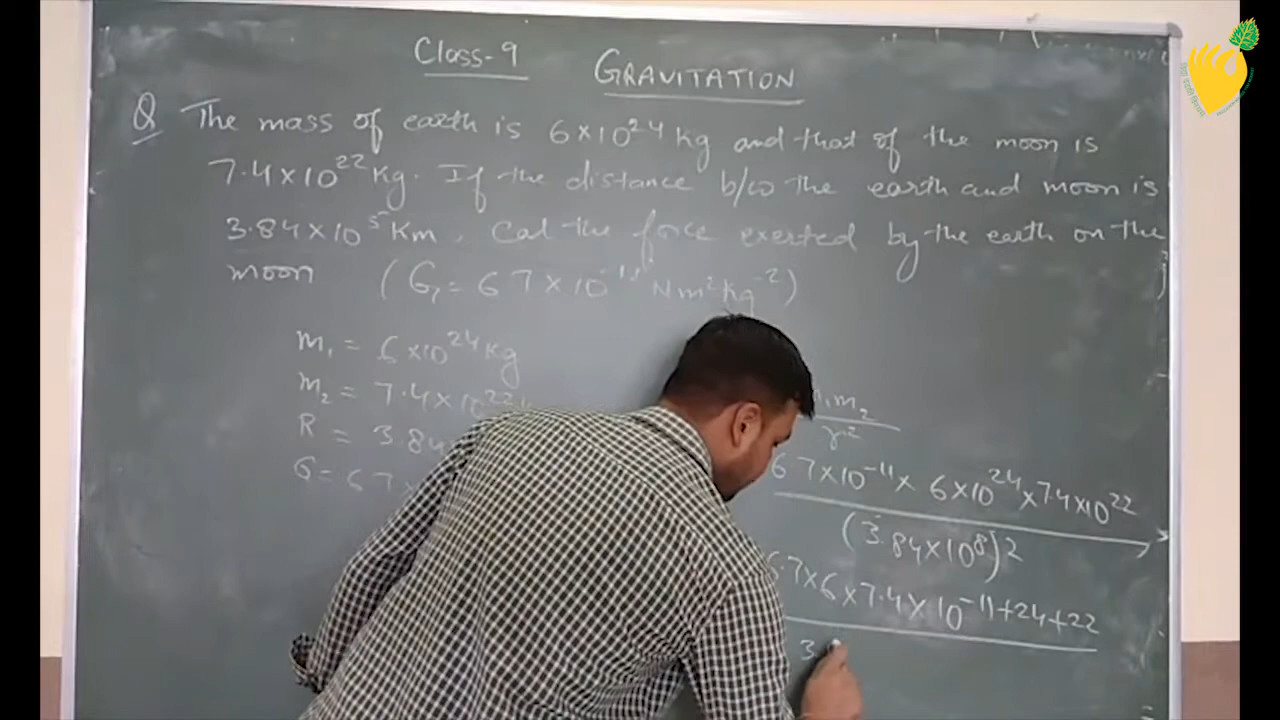 Class-9 GRAVITATION
Q The mass of earth is 6×10²⁴ kg and that of the moon is
7.4×10²² Kg. If the distance b/w the earth and moon is
3.84×10⁵ Km, Cal the force exerted by the earth on the
moon (G = 6 7×10⁻¹¹ Nm²Kg⁻²)
m₁ = 6×10²⁴ Kg
m₂ = 7.4×10²²
R = 3.84
G = 6 7×
m₂
r²
6 7×10⁻¹¹ × 6×10²⁴ × 7.4×10²²
(3.84×10⁸)2
.7×6×7.4×10⁻¹¹⁺²⁴⁺²²
3.